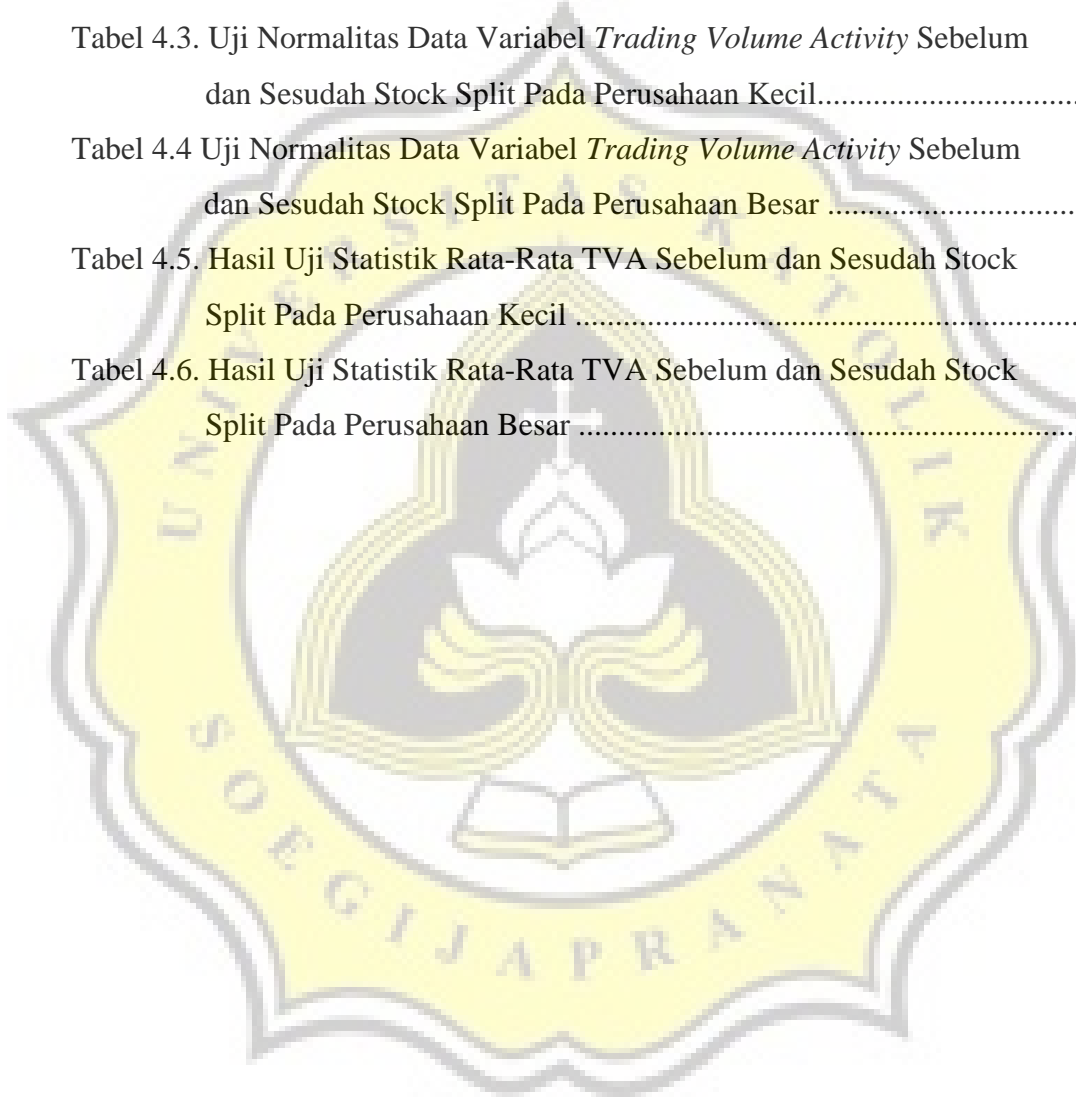 Tabel 4.3. Uji Normalitas Data Variabel Trading Volume Activity Sebelum
dan Sesudah Stock Split Pada Perusahaan Kecil.................................
Tabel 4.4 Uji Normalitas Data Variabel Trading Volume Activity Sebelum
dan Sesudah Stock Split Pada Perusahaan Besar ...............................
Tabel 4.5. Hasil Uji Statistik Rata-Rata TVA Sebelum dan Sesudah Stock
Split Pada Perusahaan Kecil ...............................................................
Tabel 4.6. Hasil Uji Statistik Rata-Rata TVA Sebelum dan Sesudah Stock
Split Pada Perusahaan Besar ..............................................................
UNIVERSITAS KATOLIK
SOEGIJAPRANATA